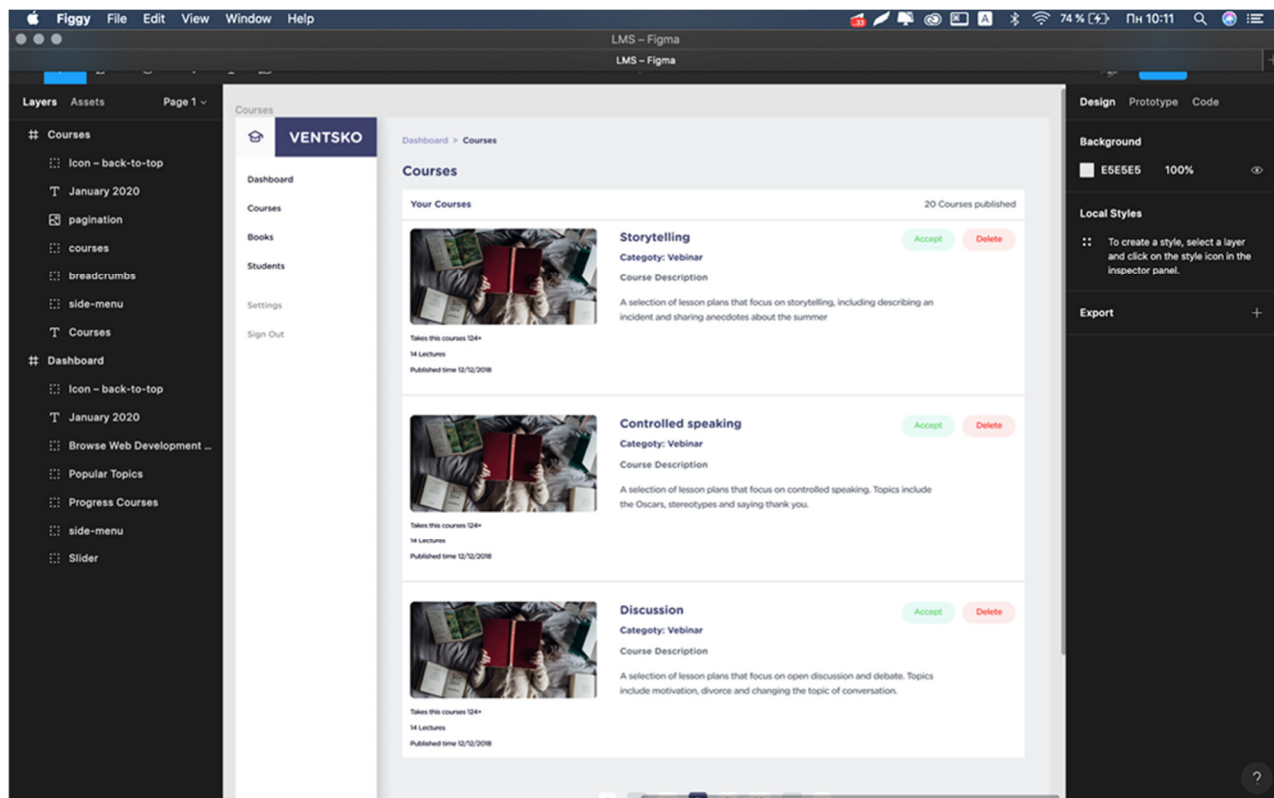 Figgy File Edit View Window Help
33 A 74 % Пн 10:11
LMS – Figma
LMS – Figma
Layers Assets Page 1
Design Prototype Code
Courses
Icon – back-to-top
January 2020
pagination
courses
breadcrumbs
side-menu
Courses
Dashboard
Icon – back-to-top
January 2020
Browse Web Development ...
Popular Topics
Progress Courses
side-menu
Slider
Courses
VENTSKO
Dashboard
Courses
Books
Students
Settings
Sign Out
Dashboard > Courses
Courses
Your Courses 20 Courses published
Storytelling Accept Delete
Categoty: Vebinar
Course Description
A selection of lesson plans that focus on storytelling, including describing an
incident and sharing anecdotes about the summer
Takes this courses 124+
14 Lectures
Published time 12/12/2018
Controlled speaking Accept Delete
Categoty: Vebinar
Course Description
A selection of lesson plans that focus on controlled speaking. Topics include
the Oscars, stereotypes and saying thank you.
Takes this courses 124+
14 Lectures
Published time 12/12/2018
Discussion Accept Delete
Categoty: Vebinar
Course Description
A selection of lesson plans that focus on open discussion and debate. Topics
include motivation, divorce and changing the topic of conversation.
Takes this courses 124+
14 Lectures
Published time 12/12/2018
Background
E5E5E5 100%
Local Styles
To create a style, select a layer
and click on the style icon in the
inspector panel.
Export +
?